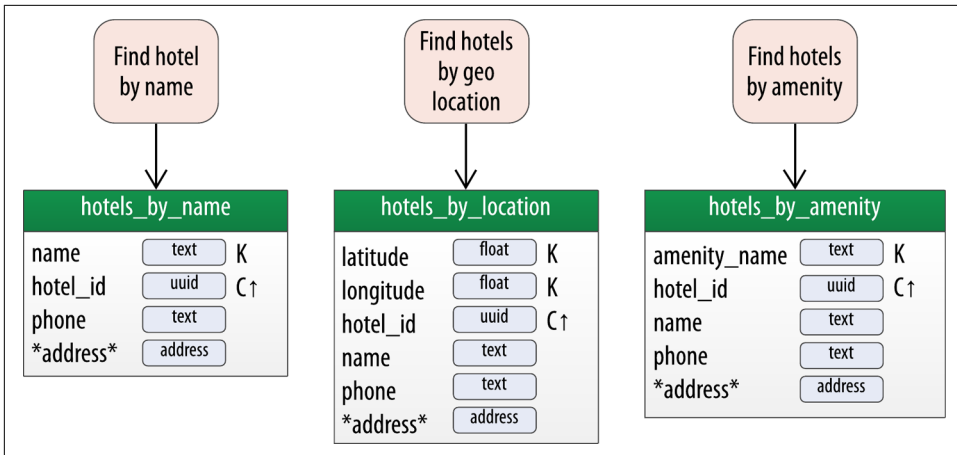 Find hotel
by name
Find hotels
by geo
location
Find hotels
by amenity
hotels_by_name
name text K
hotel_id uuid C↑
phone text
*address* address
hotels_by_location
latitude float K
longitude float K
hotel_id uuid C↑
name text
phone text
*address* address
hotels_by_amenity
amenity_name text K
hotel_id uuid C↑
name text
phone text
*address* address